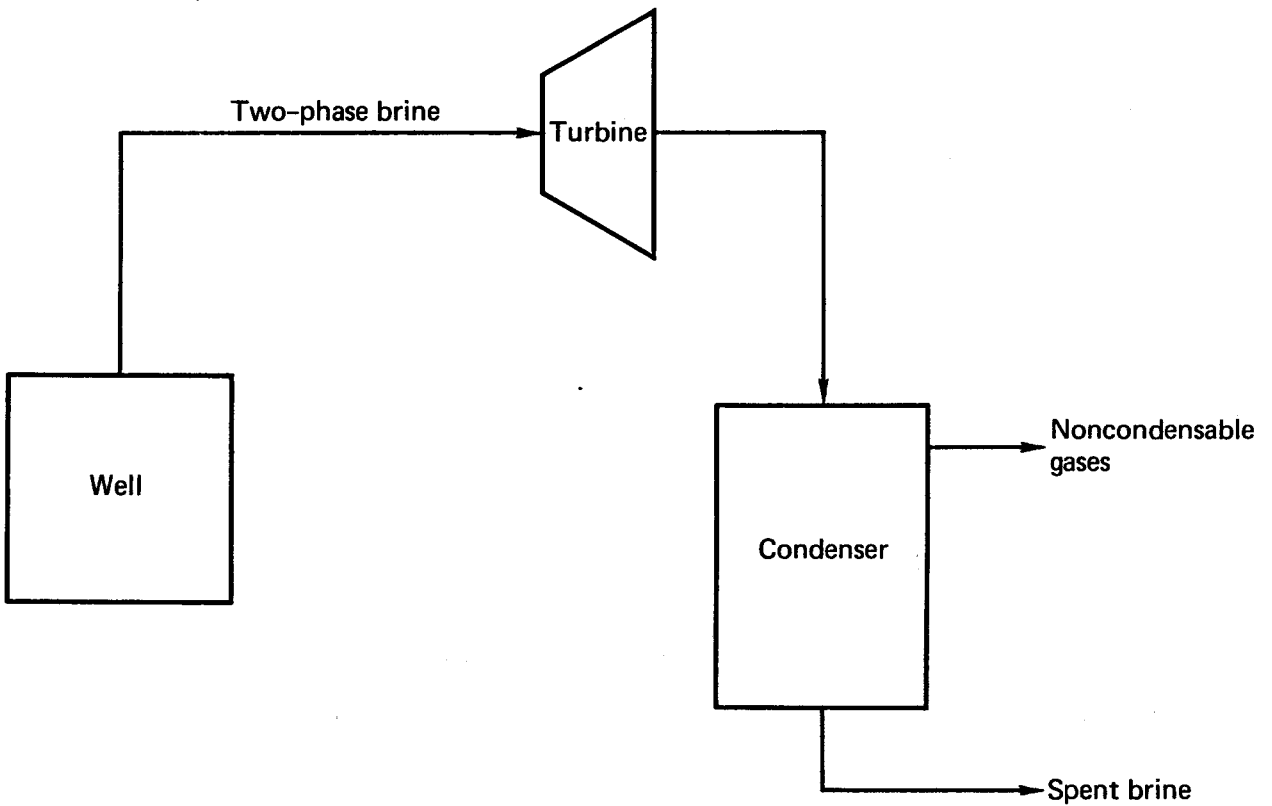 Two-phase brine
Turbine
Well
Noncondensable
gases
Condenser
Spent brine